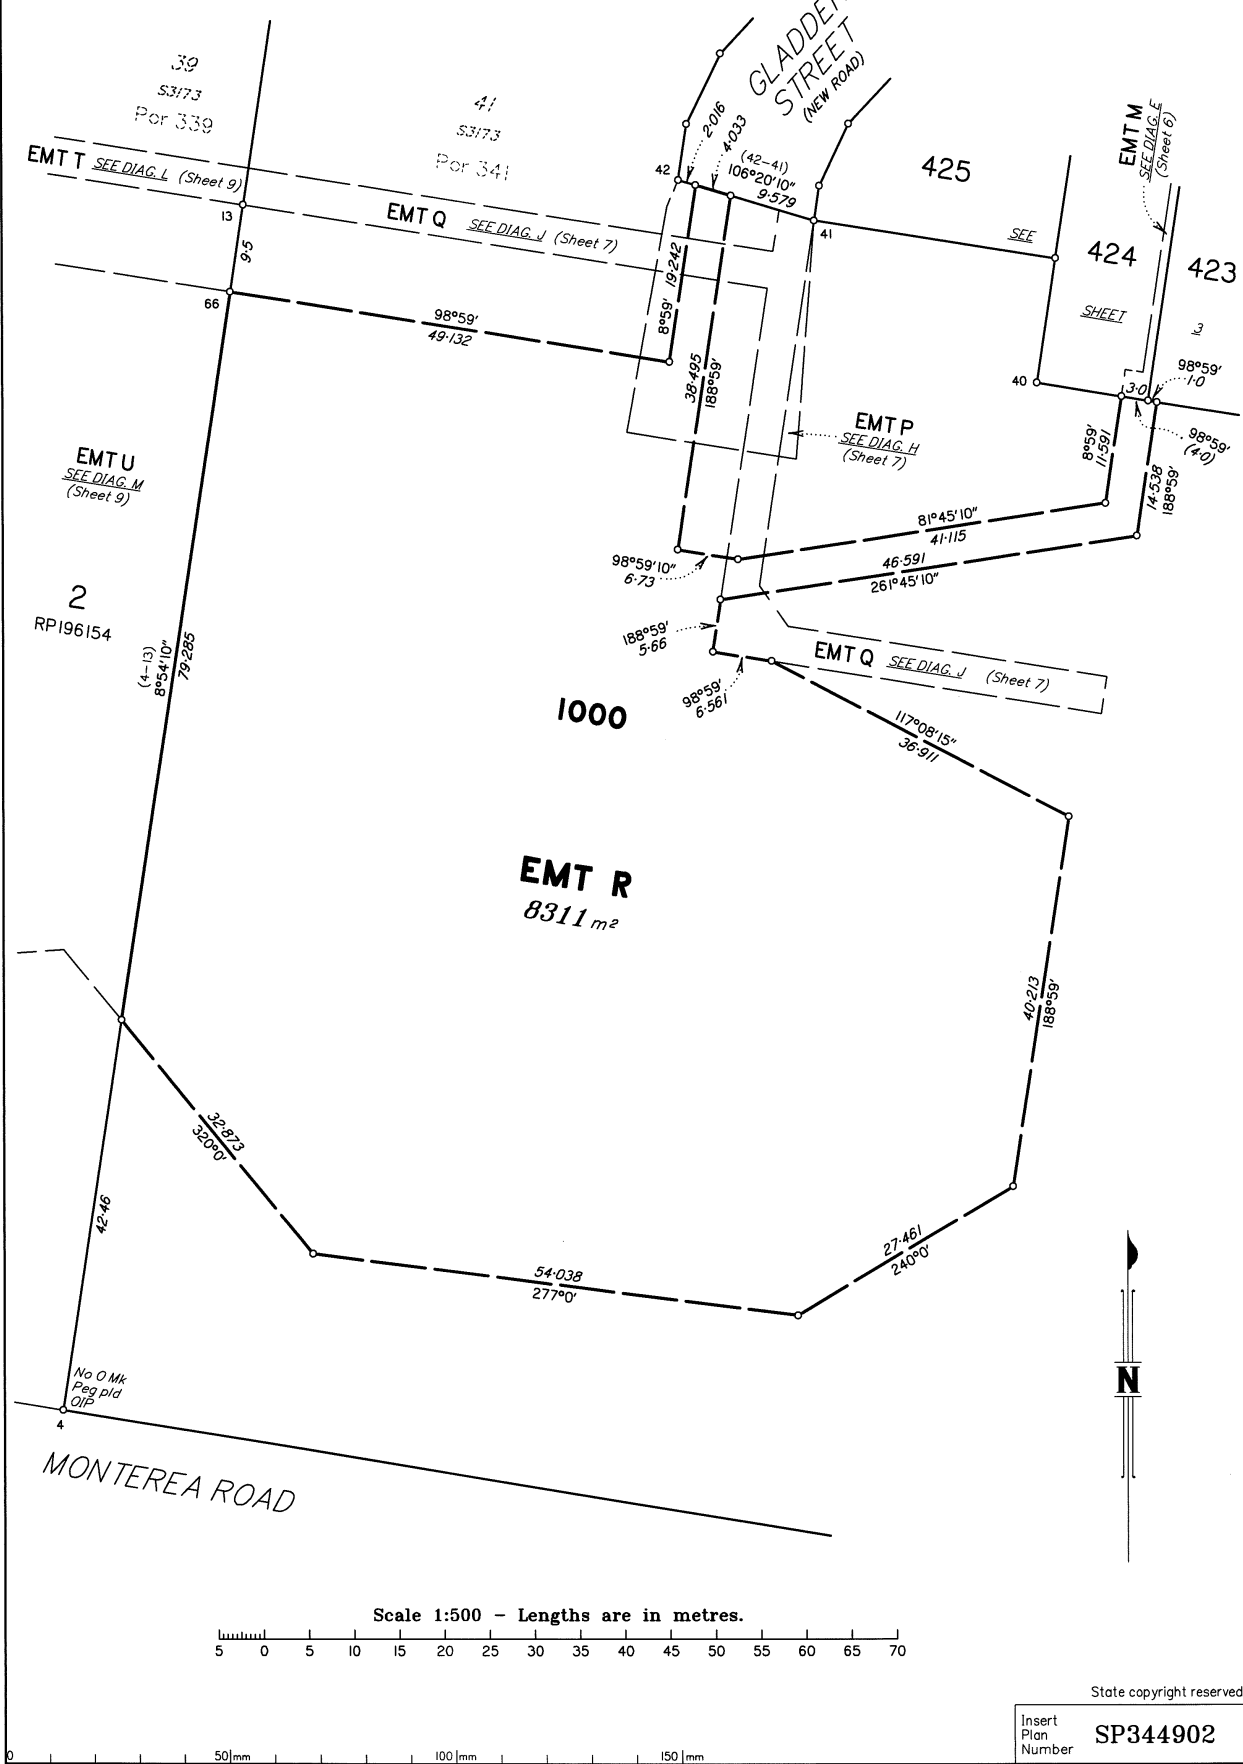 39
S3173
Por 339
41
S3173
Por 341
GLADDEN
STREET
(NEW ROAD)
2·016
4·033
(42-41)
106°20'10"
9·579
42
41
425
SEE
EMT M
SEE DIAG. E
(Sheet 6)
424
423
SHEET
3
EMT T SEE DIAG. L (Sheet 9)
13
EMT Q SEE DIAG. J (Sheet 7)
9·5
66
98°59'
49·132
8°59' 19·242
38·495
188°59'
40
3·0
98°59'
1·0
98°59'
(4·0)
8°59'
11·591
14·538
188°59'
EMT P
SEE DIAG. H
(Sheet 7)
EMT U
SEE DIAG. M
(Sheet 9)
81°45'10"
41·115
46·591
261°45'10"
98°59'10"
6·73
2
RP196154
188°59'
5·66
(4-13)
8°54'10"
79·285
EMT Q SEE DIAG. J (Sheet 7)
98°59'
6·561
1000
117°08'15"
36·911
EMT R
8311 m²
40·213
188°59'
32·873
320°0'
42·46
54·038
277°0'
27·461
240°0'
No O Mk
Peg pld
OIP
4
MONTEREA ROAD
N
Scale 1:500 – Lengths are in metres.
5 0 5 10 15 20 25 30 35 40 45 50 55 60 65 70
State copyright reserved
Insert
Plan
Number
SP344902
0 50 mm 100 mm 150 mm